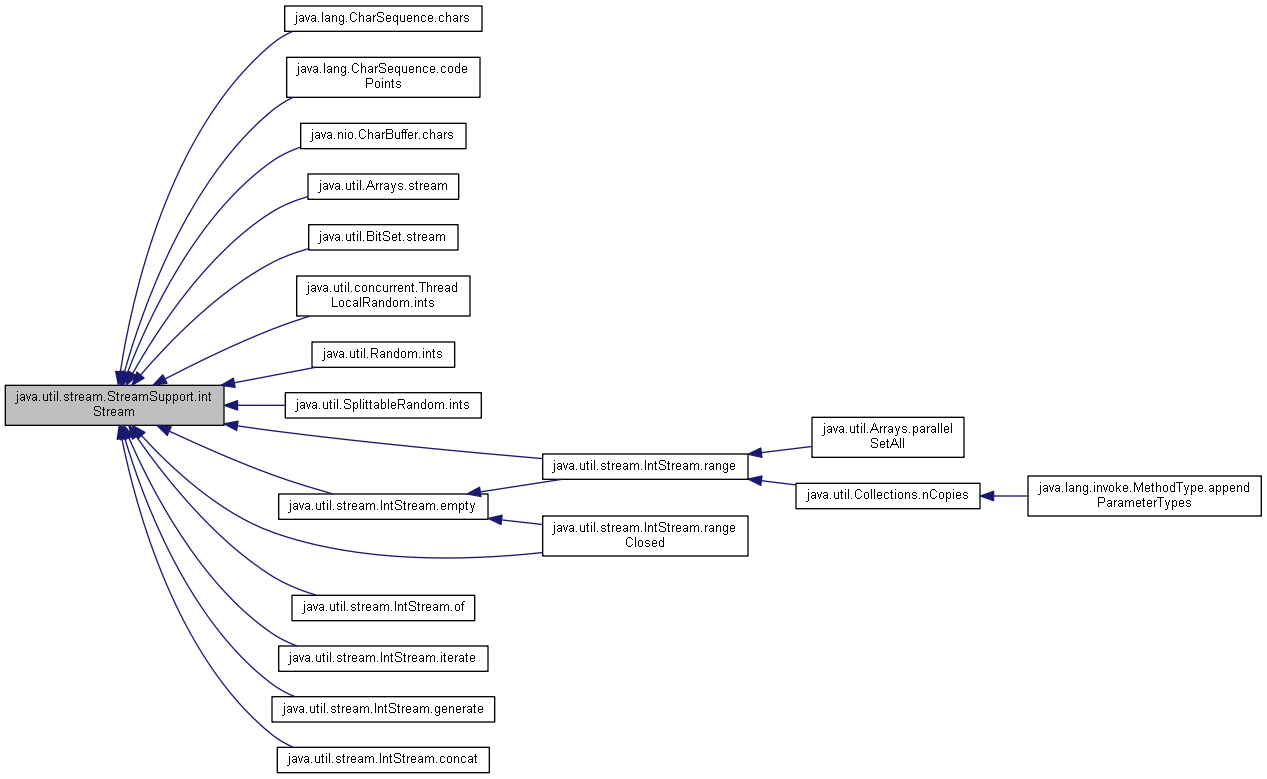 java.lang.CharSequence.chars
java.lang.CharSequence.code
Points
java.nio.CharBuffer.chars
java.util.Arrays.stream
java.util.BitSet.stream
java.util.concurrent.Thread
LocalRandom.ints
java.util.Random.ints
java.util.stream.StreamSupport.int
Stream
java.util.SplittableRandom.ints
java.util.Arrays.parallel
SetAll
java.util.stream.IntStream.range
java.util.Collections.nCopies
java.lang.invoke.MethodType.append
ParameterTypes
java.util.stream.IntStream.empty
java.util.stream.IntStream.range
Closed
java.util.stream.IntStream.of
java.util.stream.IntStream.iterate
java.util.stream.IntStream.generate
java.util.stream.IntStream.concat